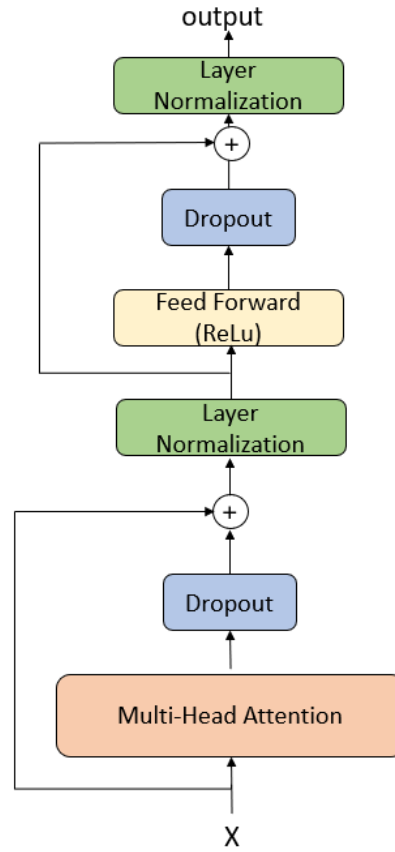 output
Layer
Normalization
+
Dropout
Feed Forward
(ReLu)
Layer
Normalization
+
Dropout
Multi-Head Attention
X